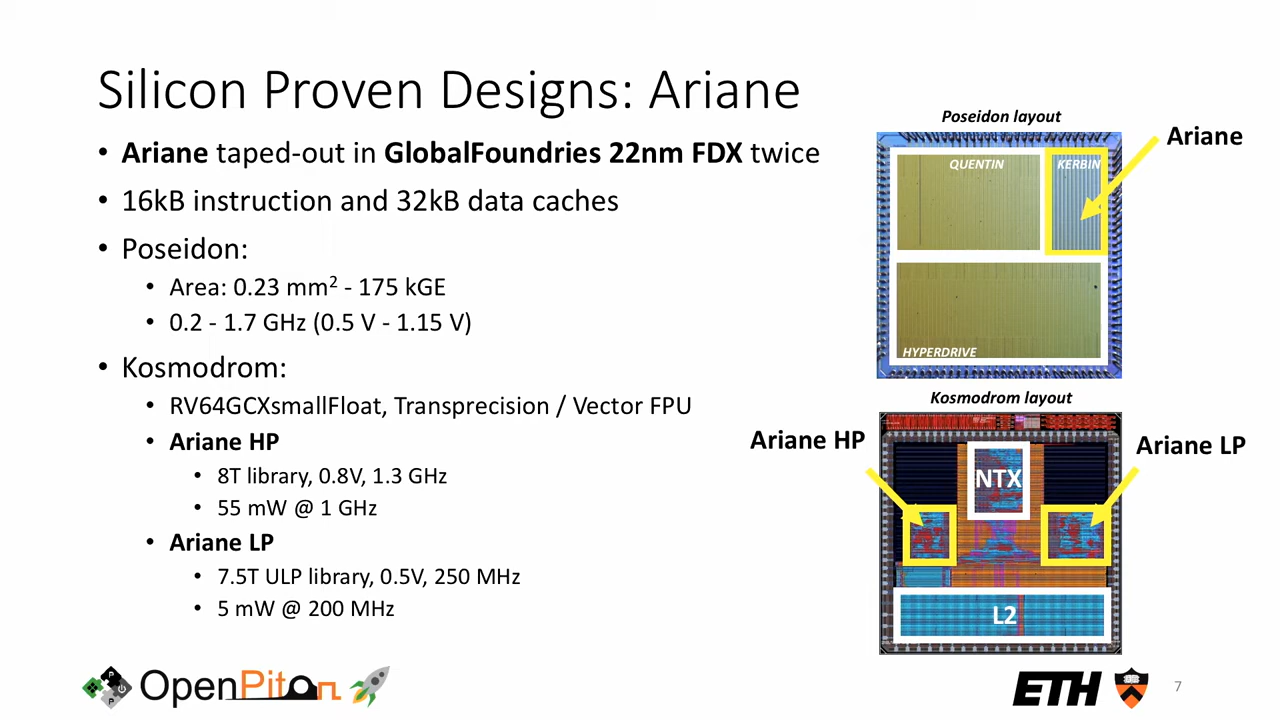 Silicon Proven Designs: Ariane
• Ariane taped-out in GlobalFoundries 22nm FDX twice
• 16kB instruction and 32kB data caches
• Poseidon:
• Area: 0.23 mm² - 175 kGE
• 0.2 - 1.7 GHz (0.5 V - 1.15 V)
• Kosmodrom:
• RV64GCXsmallFloat, Transprecision / Vector FPU
• Ariane HP
• 8T library, 0.8V, 1.3 GHz
• 55 mW @ 1 GHz
• Ariane LP
• 7.5T ULP library, 0.5V, 250 MHz
• 5 mW @ 200 MHz
Poseidon layout
Ariane
QUENTIN
KERBIN
HYPERDRIVE
Kosmodrom layout
Ariane HP
Ariane LP
NTX
L2
P
P
OpenPiton
ETH
7